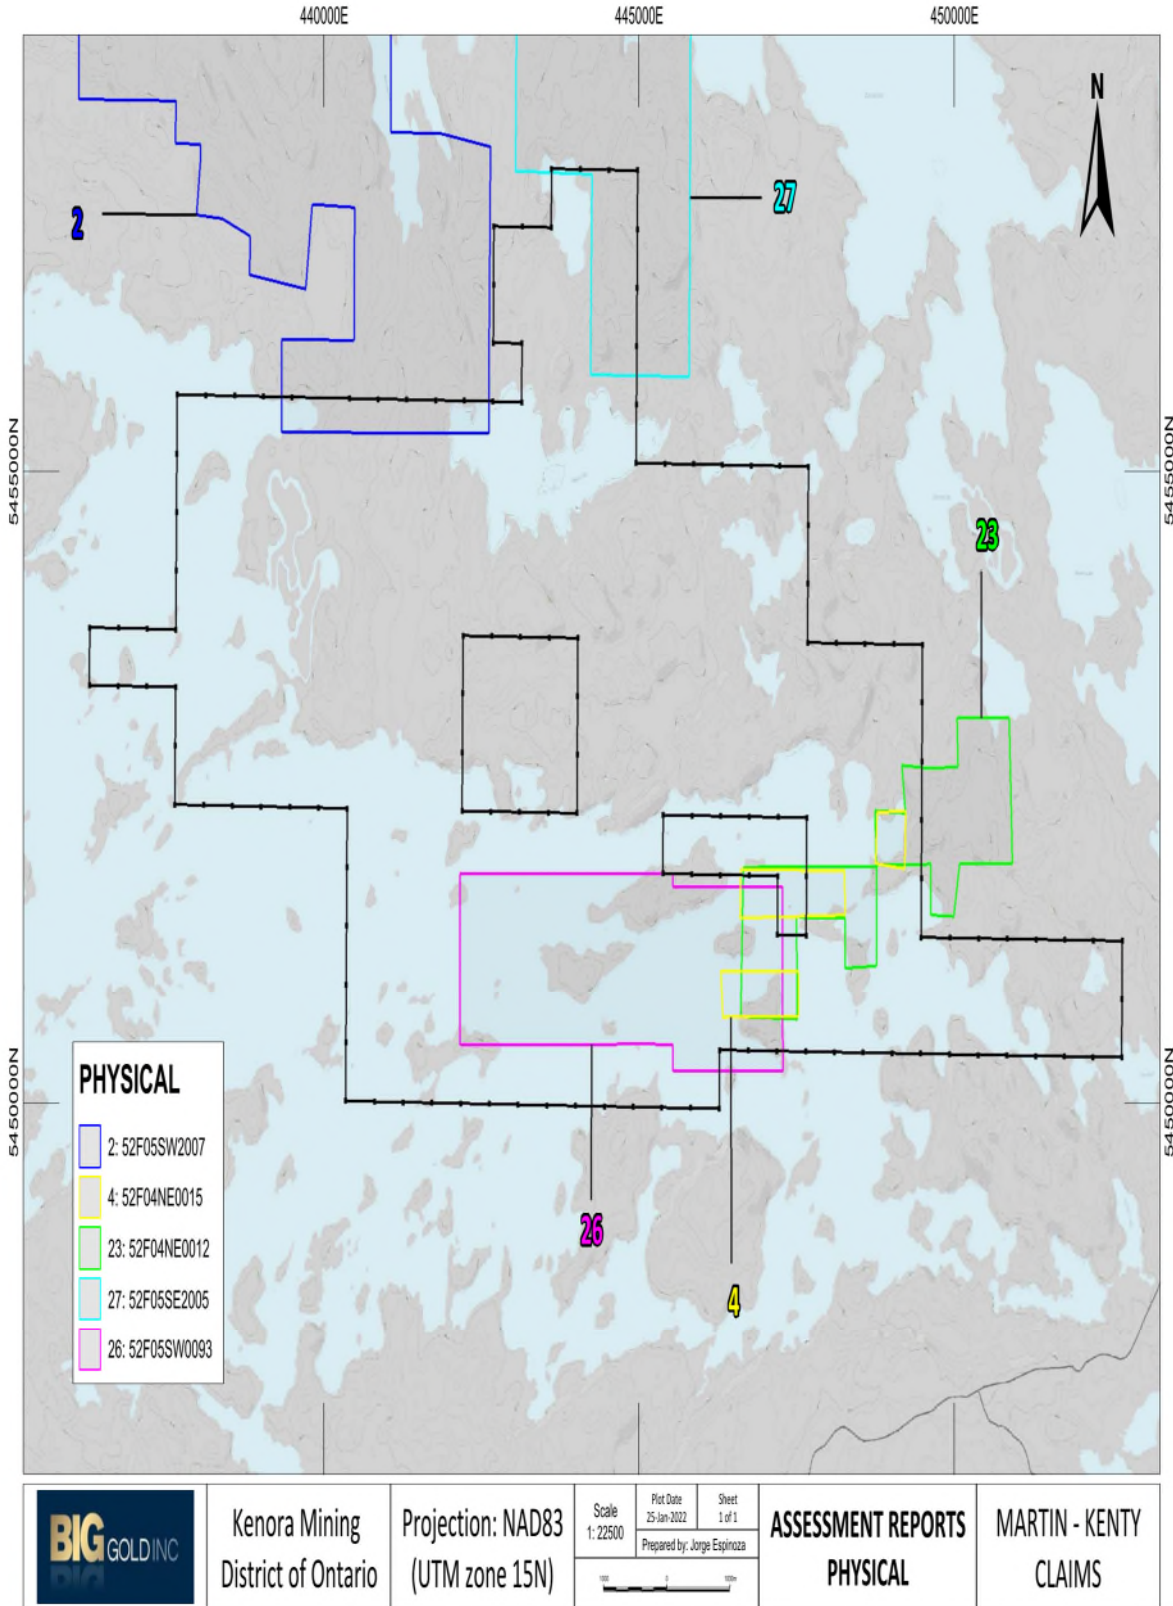 440000E
445000E
450000E
N
2
27
5455000N
5455000N
23
5450000N
5450000N
PHYSICAL
2: 52F05SW2007
4: 52F04NE0015
23: 52F04NE0012
27: 52F05SE2005
26: 52F05SW0093
26
4
BIG GOLD INC
Kenora Mining
District of Ontario
Projection: NAD83
(UTM zone 15N)
Scale
1: 22500
Plot Date
25-Jan-2022
Sheet
1 of 1
Prepared by: Jorge Espinoza
1000 0 1000m
ASSESSMENT REPORTS
PHYSICAL
MARTIN - KENTY
CLAIMS